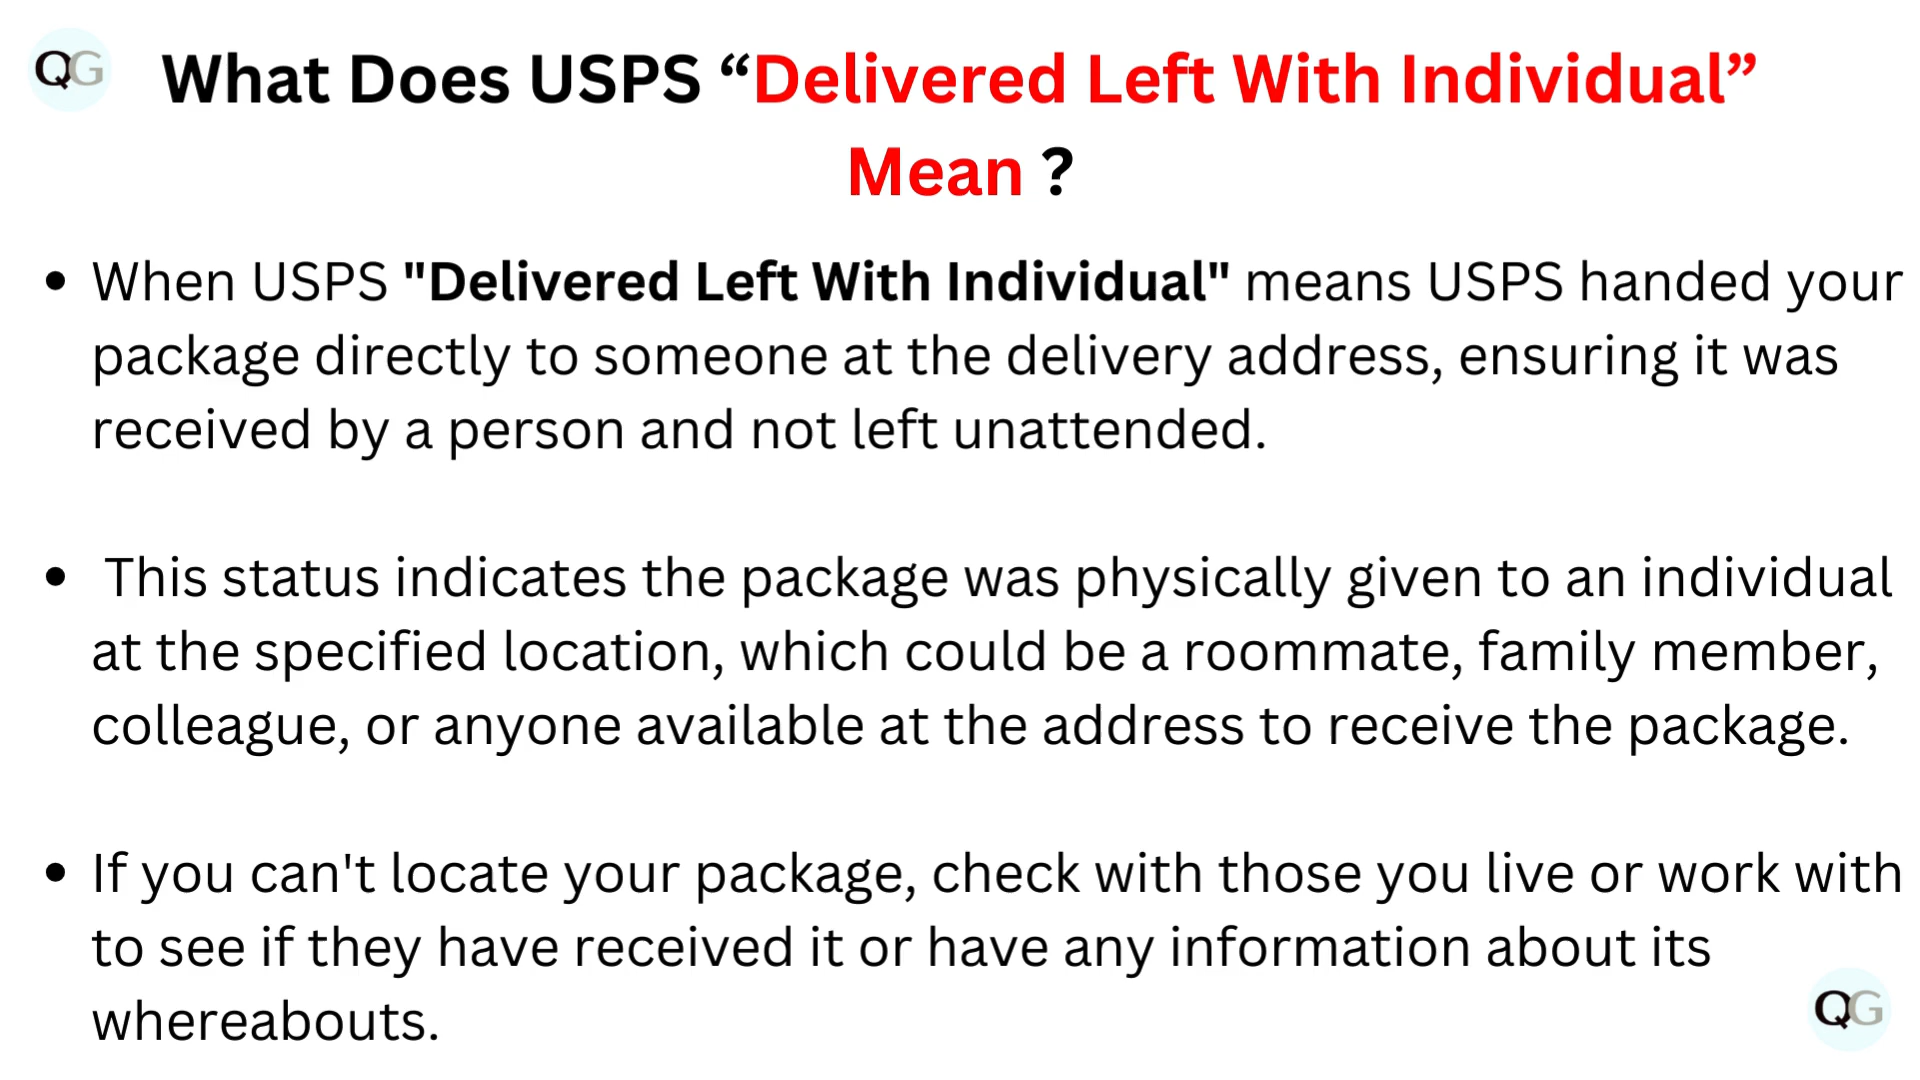 QG
What Does USPS “Delivered Left With Individual”
Mean ?
• When USPS "Delivered Left With Individual" means USPS handed your
package directly to someone at the delivery address, ensuring it was
received by a person and not left unattended.
• This status indicates the package was physically given to an individual
at the specified location, which could be a roommate, family member,
colleague, or anyone available at the address to receive the package.
• If you can't locate your package, check with those you live or work with
to see if they have received it or have any information about its
whereabouts.
QG